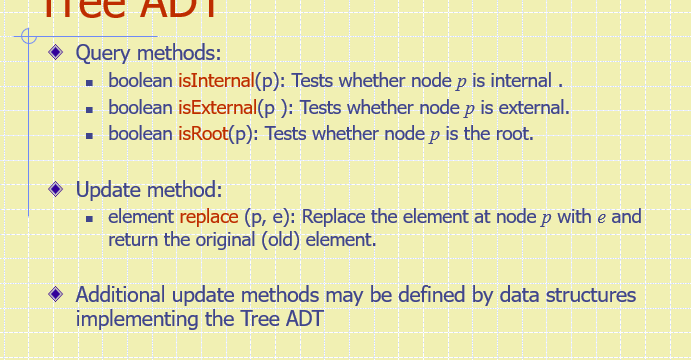 Tree ADT
Query methods:
boolean isInternal(p): Tests whether node p is internal .
boolean isExternal(p ): Tests whether node p is external.
boolean isRoot(p): Tests whether node p is the root.
Update method:
element replace (p, e): Replace the element at node p with e and
return the original (old) element.
Additional update methods may be defined by data structures
implementing the Tree ADT